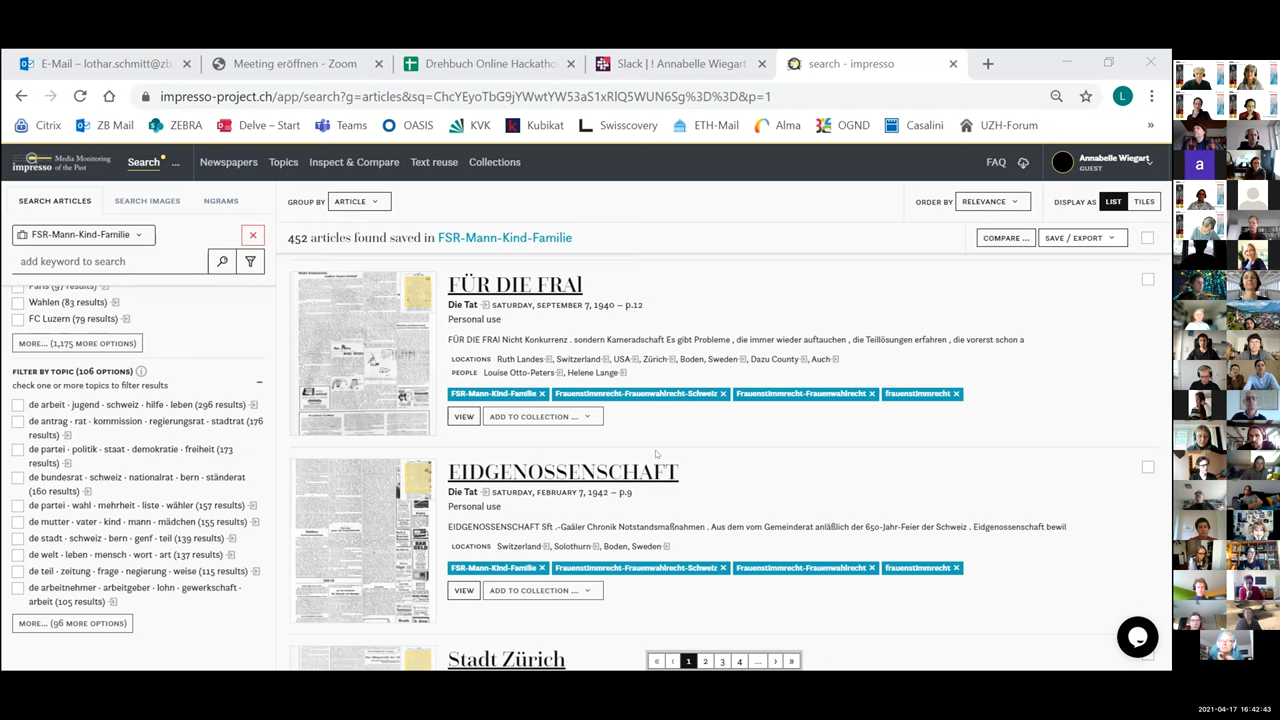 E-Mail – lothar.schmitt@zb
Meeting eröffnen - Zoom
Drehbuch Online Hackatho
Slack | ! Annabelle Wiegart
search - impresso
Citrix
ZB Mail
ZEBRA
Delve – Start
Teams
OASIS
Kubikat
Swisscovery
ETH-Mail
Alma
OGND
Casalini
UZH-Forum
»
impresso Media Monitoring of the Past
Search
...
Newspapers
Topics
Inspect & Compare
Text reuse
Collections
FAQ
Annabelle Wiegart
GUEST
SEARCH ARTICLES
SEARCH IMAGES
NGRAMS
GROUP BY ARTICLE
ORDER BY RELEVANCE
DISPLAY AS LIST TILES
FSR-Mann-Kind-Familie
452 articles found saved in FSR-Mann-Kind-Familie
COMPARE ...
SAVE / EXPORT
add keyword to search
Paris (97 results)
Wahlen (83 results)
FC Luzern (79 results)
MORE... (1,175 MORE OPTIONS)
FILTER BY TOPIC (106 OPTIONS)
check one or more topics to filter results
de arbeit · jugend · schweiz · hilfe · leben (296 results)
de antrag · rat · kommission · regierungsrat · stadtrat (176
results)
de partei · politik · staat · demokratie · freiheit (173
results)
de bundesrat · schweiz · nationalrat · bern · ständerat
(160 results)
de partei · wahl · mehrheit · liste · wähler (157 results)
de mutter · vater · kind · mann · mädchen (155 results)
de stadt · schweiz · bern · genf · teil (139 results)
de welt · leben · mensch · wort · art (137 results)
de teil · zeitung · frage · regierung · weise (115 results)
de arbeitnehmer · arbeitgeber · lohn · gewerkschaft ·
arbeit (105 results)
MORE... (96 MORE OPTIONS)
FÜR DIE FRAI
Die Tat SATURDAY, SEPTEMBER 7, 1940 – p.12
Personal use
FÜR DIE FRAI Nicht Konkurrenz . sondern Kameradschaft Es gibt Probleme , die immer wieder auftauchen , die Teillösungen erfahren , die vorerst schon a
LOCATIONS Ruth Landes, Switzerland, USA, Zürich, Boden, Sweden, Dazu County, Auch
PEOPLE Louise Otto-Peters, Helene Lange
FSR-Mann-Kind-Familie × Frauenstimmrecht-Frauenwahlrecht-Schweiz × Frauenstimmrecht-Frauenwahlrecht × frauenstimmrecht ×
VIEW ADD TO COLLECTION ...
EIDGENOSSENSCHAFT
Die Tat SATURDAY, FEBRUARY 7, 1942 – p.9
Personal use
EIDGENOSSENSCHAFT Sft .-Gaäler Chronik Notstandsmaßnahmen . Aus dem vom Gemeinderat anläßlich der 650-Jahr-Feier der Schweiz . Eidgenossenschaft bewil
LOCATIONS Switzerland, Solothurn, Boden, Sweden
FSR-Mann-Kind-Familie × Frauenstimmrecht-Frauenwahlrecht-Schweiz × Frauenstimmrecht-Frauenwahlrecht × frauenstimmrecht ×
VIEW ADD TO COLLECTION ...
Stadt Zürich
« ‹ 1 2 3 4 ... › »
L
a
2021-04-17 16:42:43